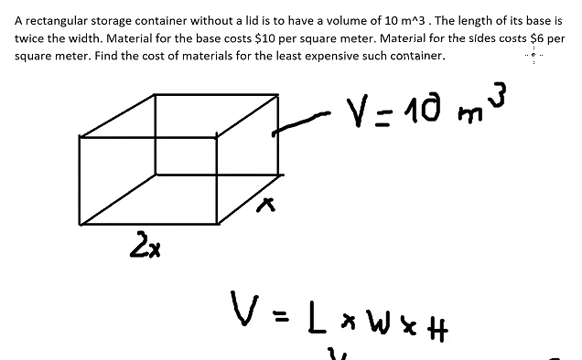 A rectangular storage container without a lid is to have a volume of 10 m^3 . The length of its base is
twice the width. Material for the base costs $10 per square meter. Material for the sides costs $6 per
square meter. Find the cost of materials for the least expensive such container.
V = 10 m³
x
2x
V = L x W x H